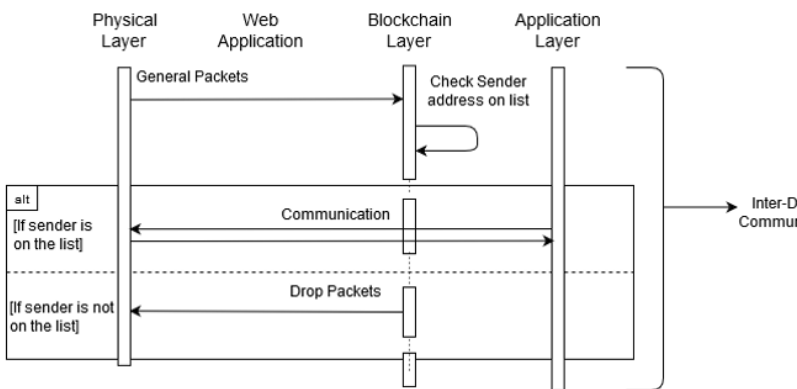 Physical
Layer
Web
Application
Blockchain
Layer
Application
Layer
General Packets
Check Sender
address on list
alt
[If sender is
on the list]
Communication
Inter-D
Commun
Drop Packets
[If sender is not
on the list]